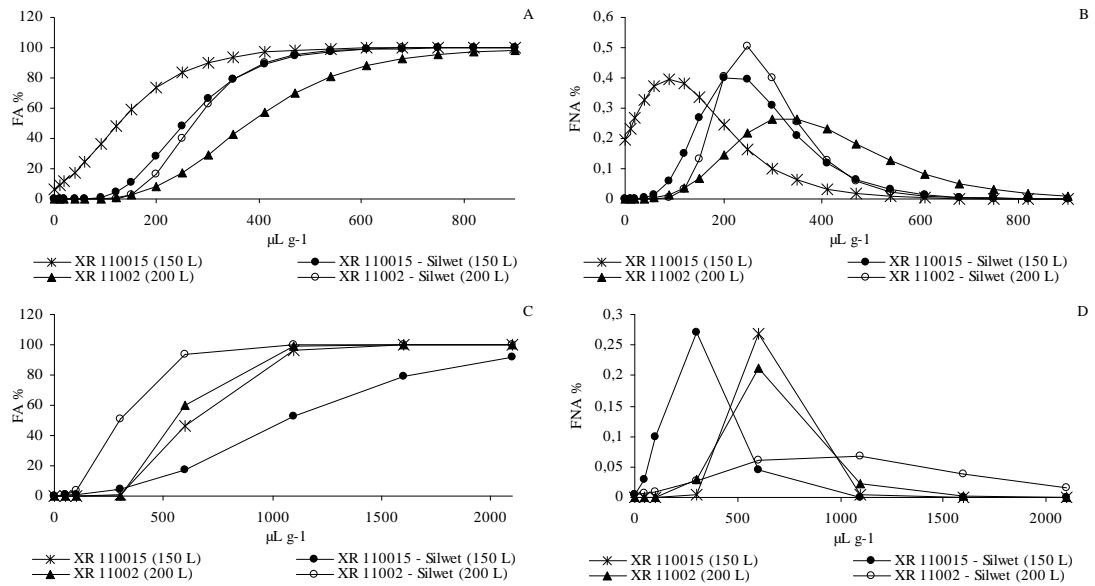 A
120
100
80
60
40
20
0
FA %
0 200 400 600 800
µL g-1
XR 110015 (150 L) XR 110015 - Silwet (150 L)
XR 11002 (200 L) XR 11002 - Silwet (200 L)
B
0,6
0,5
0,4
0,3
0,2
0,1
0
FNA %
0 200 400 600 800
µL g-1
XR 110015 (150 L) XR 110015 - Silwet (150 L)
XR 11002 (200 L) XR 11002 - Silwet (200 L)
C
120
100
80
60
40
20
0
FA %
0 500 1000 1500 2000
µL g-1
XR 110015 (150 L) XR 110015 - Silwet (150 L)
XR 11002 (200 L) XR 11002 - Silwet (200 L)
D
0,3
0,25
0,2
0,15
0,1
0,05
0
FNA %
0 500 1000 1500 2000
µL g-1
XR 110015 (150 L) XR 110015 - Silwet (150 L)
XR 11002 (200 L) XR 11002 - Silwet (200 L)